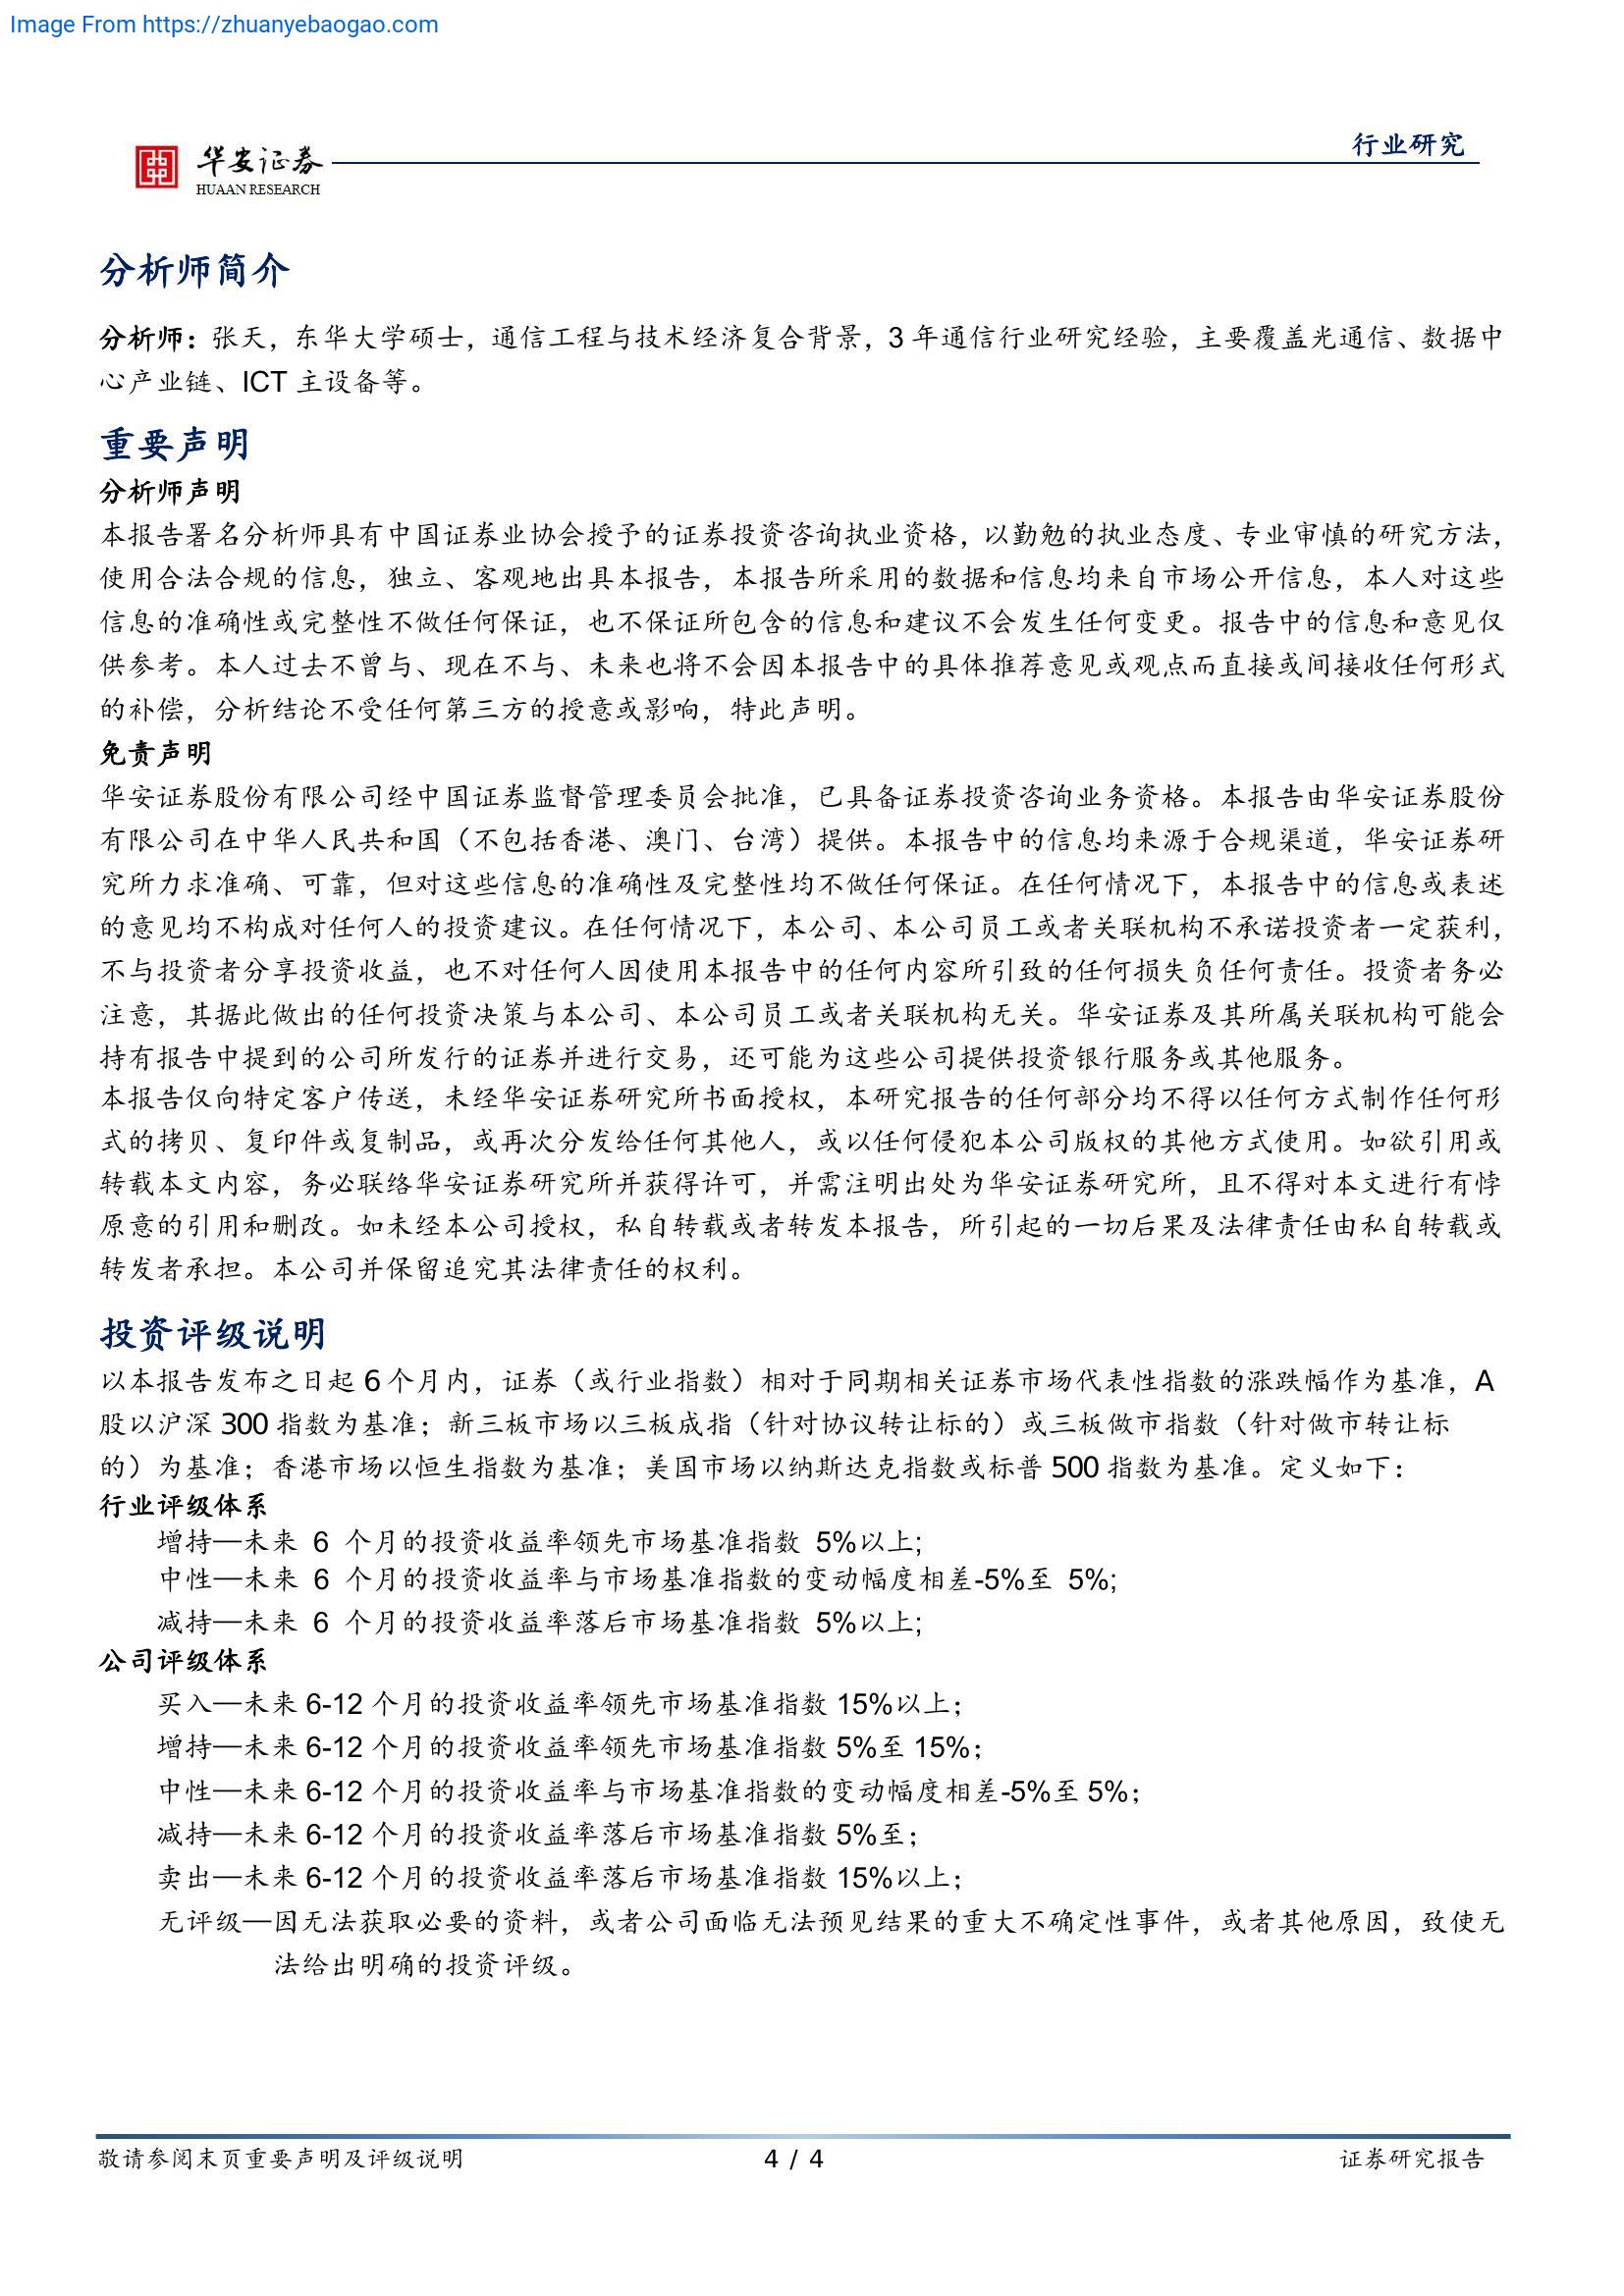 Image From https://zhuanyebaogao.com
行业研究
华安证券
HUAAN RESEARCH
分析师简介
分析师：张天，东华大学硕士，通信工程与技术经济复合背景，3 年通信行业研究经验，主要覆盖光通信、数据中
心产业链、ICT 主设备等。
重要声明
分析师声明
本报告署名分析师具有中国证券业协会授予的证券投资咨询执业资格，以勤勉的执业态度、专业审慎的研究方法，
使用合法合规的信息，独立、客观地出具本报告，本报告所采用的数据和信息均来自市场公开信息，本人对这些
信息的准确性或完整性不做任何保证，也不保证所包含的信息和建议不会发生任何变更。报告中的信息和意见仅
供参考。本人过去不曾与、现在不与、未来也将不会因本报告中的具体推荐意见或观点而直接或间接收任何形式
的补偿，分析结论不受任何第三方的授意或影响，特此声明。
免责声明
华安证券股份有限公司经中国证券监督管理委员会批准，已具备证券投资咨询业务资格。本报告由华安证券股份
有限公司在中华人民共和国（不包括香港、澳门、台湾）提供。本报告中的信息均来源于合规渠道，华安证券研
究所力求准确、可靠，但对这些信息的准确性及完整性均不做任何保证。在任何情况下，本报告中的信息或表述
的意见均不构成对任何人的投资建议。在任何情况下，本公司、本公司员工或者关联机构不承诺投资者一定获利，
不与投资者分享投资收益，也不对任何人因使用本报告中的任何内容所引致的任何损失负任何责任。投资者务必
注意，其据此做出的任何投资决策与本公司、本公司员工或者关联机构无关。华安证券及其所属关联机构可能会
持有报告中提到的公司所发行的证券并进行交易，还可能为这些公司提供投资银行服务或其他服务。
本报告仅向特定客户传送，未经华安证券研究所书面授权，本研究报告的任何部分均不得以任何方式制作任何形
式的拷贝、复印件或复制品，或再次分发给任何其他人，或以任何侵犯本公司版权的其他方式使用。如欲引用或
转载本文内容，务必联络华安证券研究所并获得许可，并需注明出处为华安证券研究所，且不得对本文进行有悖
原意的引用和删改。如未经本公司授权，私自转载或者转发本报告，所引起的一切后果及法律责任由私自转载或
转发者承担。本公司并保留追究其法律责任的权利。
投资评级说明
以本报告发布之日起 6 个月内，证券（或行业指数）相对于同期相关证券市场代表性指数的涨跌幅作为基准，A
股以沪深 300 指数为基准；新三板市场以三板成指（针对协议转让标的）或三板做市指数（针对做市转让标
的）为基准；香港市场以恒生指数为基准；美国市场以纳斯达克指数或标普 500 指数为基准。定义如下：
行业评级体系
增持—未来 6 个月的投资收益率领先市场基准指数 5%以上;
中性—未来 6 个月的投资收益率与市场基准指数的变动幅度相差-5%至 5%;
减持—未来 6 个月的投资收益率落后市场基准指数 5%以上;
公司评级体系
买入—未来 6-12 个月的投资收益率领先市场基准指数 15%以上；
增持—未来 6-12 个月的投资收益率领先市场基准指数 5%至 15%；
中性—未来 6-12 个月的投资收益率与市场基准指数的变动幅度相差-5%至 5%；
减持—未来 6-12 个月的投资收益率落后市场基准指数 5%至；
卖出—未来 6-12 个月的投资收益率落后市场基准指数 15%以上；
无评级—因无法获取必要的资料，或者公司面临无法预见结果的重大不确定性事件，或者其他原因，致使无
法给出明确的投资评级。
敬请参阅末页重要声明及评级说明
4 / 4
证券研究报告